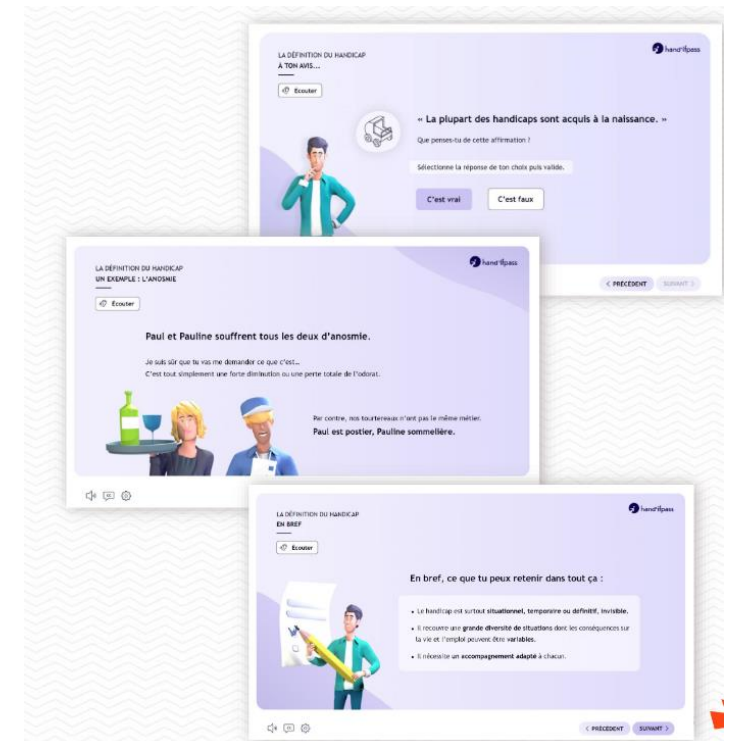 LA DÉFINITION DU HANDICAP
À TON AVIS...
hand'ifpass
Écouter
« La plupart des handicaps sont acquis à la naissance. »
Que penses-tu de cette affirmation ?
Sélectionne la réponse de ton choix puis valide.
C'est vrai
C'est faux
< PRÉCÉDENT
SUIVANT >
LA DÉFINITION DU HANDICAP
UN EXEMPLE : L'ANOSMIE
hand'ifpass
Écouter
Paul et Pauline souffrent tous les deux d'anosmie.
Je suis sûr que tu vas me demander ce que c'est…
C'est tout simplement une forte diminution ou une perte totale de l'odorat.
Par contre, nos tourtereaux n'ont pas le même métier.
Paul est postier, Pauline sommelière.
LA DÉFINITION DU HANDICAP
EN BREF
hand'ifpass
Écouter
En bref, ce que tu peux retenir dans tout ça :
• Le handicap est surtout situationnel, temporaire ou définitif, invisible.
• Il recouvre une grande diversité de situations dont les conséquences sur
la vie et l'emploi peuvent être variables.
• Il nécessite un accompagnement adapté à chacun.
< PRÉCÉDENT
SUIVANT >